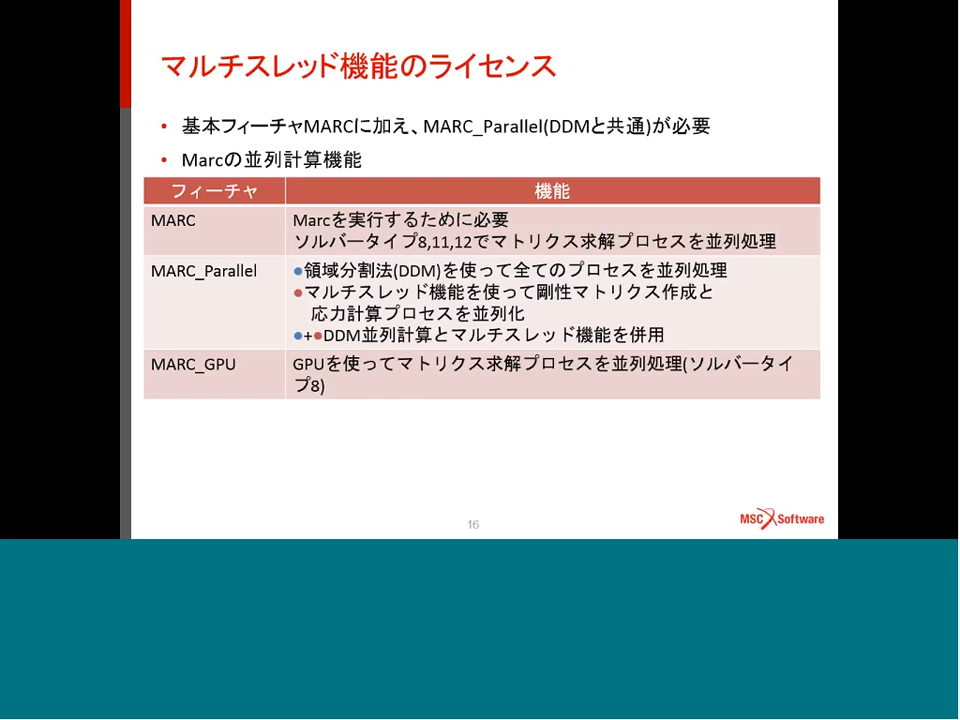 マルチスレッド機能のライセンス
• 基本フィーチャMARCに加え、MARC_Parallel(DDMと共通)が必要
• Marcの並列計算機能
フィーチャ 機能
MARC Marcを実行するために必要
ソルバータイプ8,11,12でマトリクス求解プロセスを並列処理
MARC_Parallel ●領域分割法(DDM)を使って全てのプロセスを並列処理
●マルチスレッド機能を使って剛性マトリクス作成と
応力計算プロセスを並列化
●+●DDM並列計算とマルチスレッド機能を併用
MARC_GPU GPUを使ってマトリクス求解プロセスを並列処理(ソルバータイ
プ8)
16
MSC Software